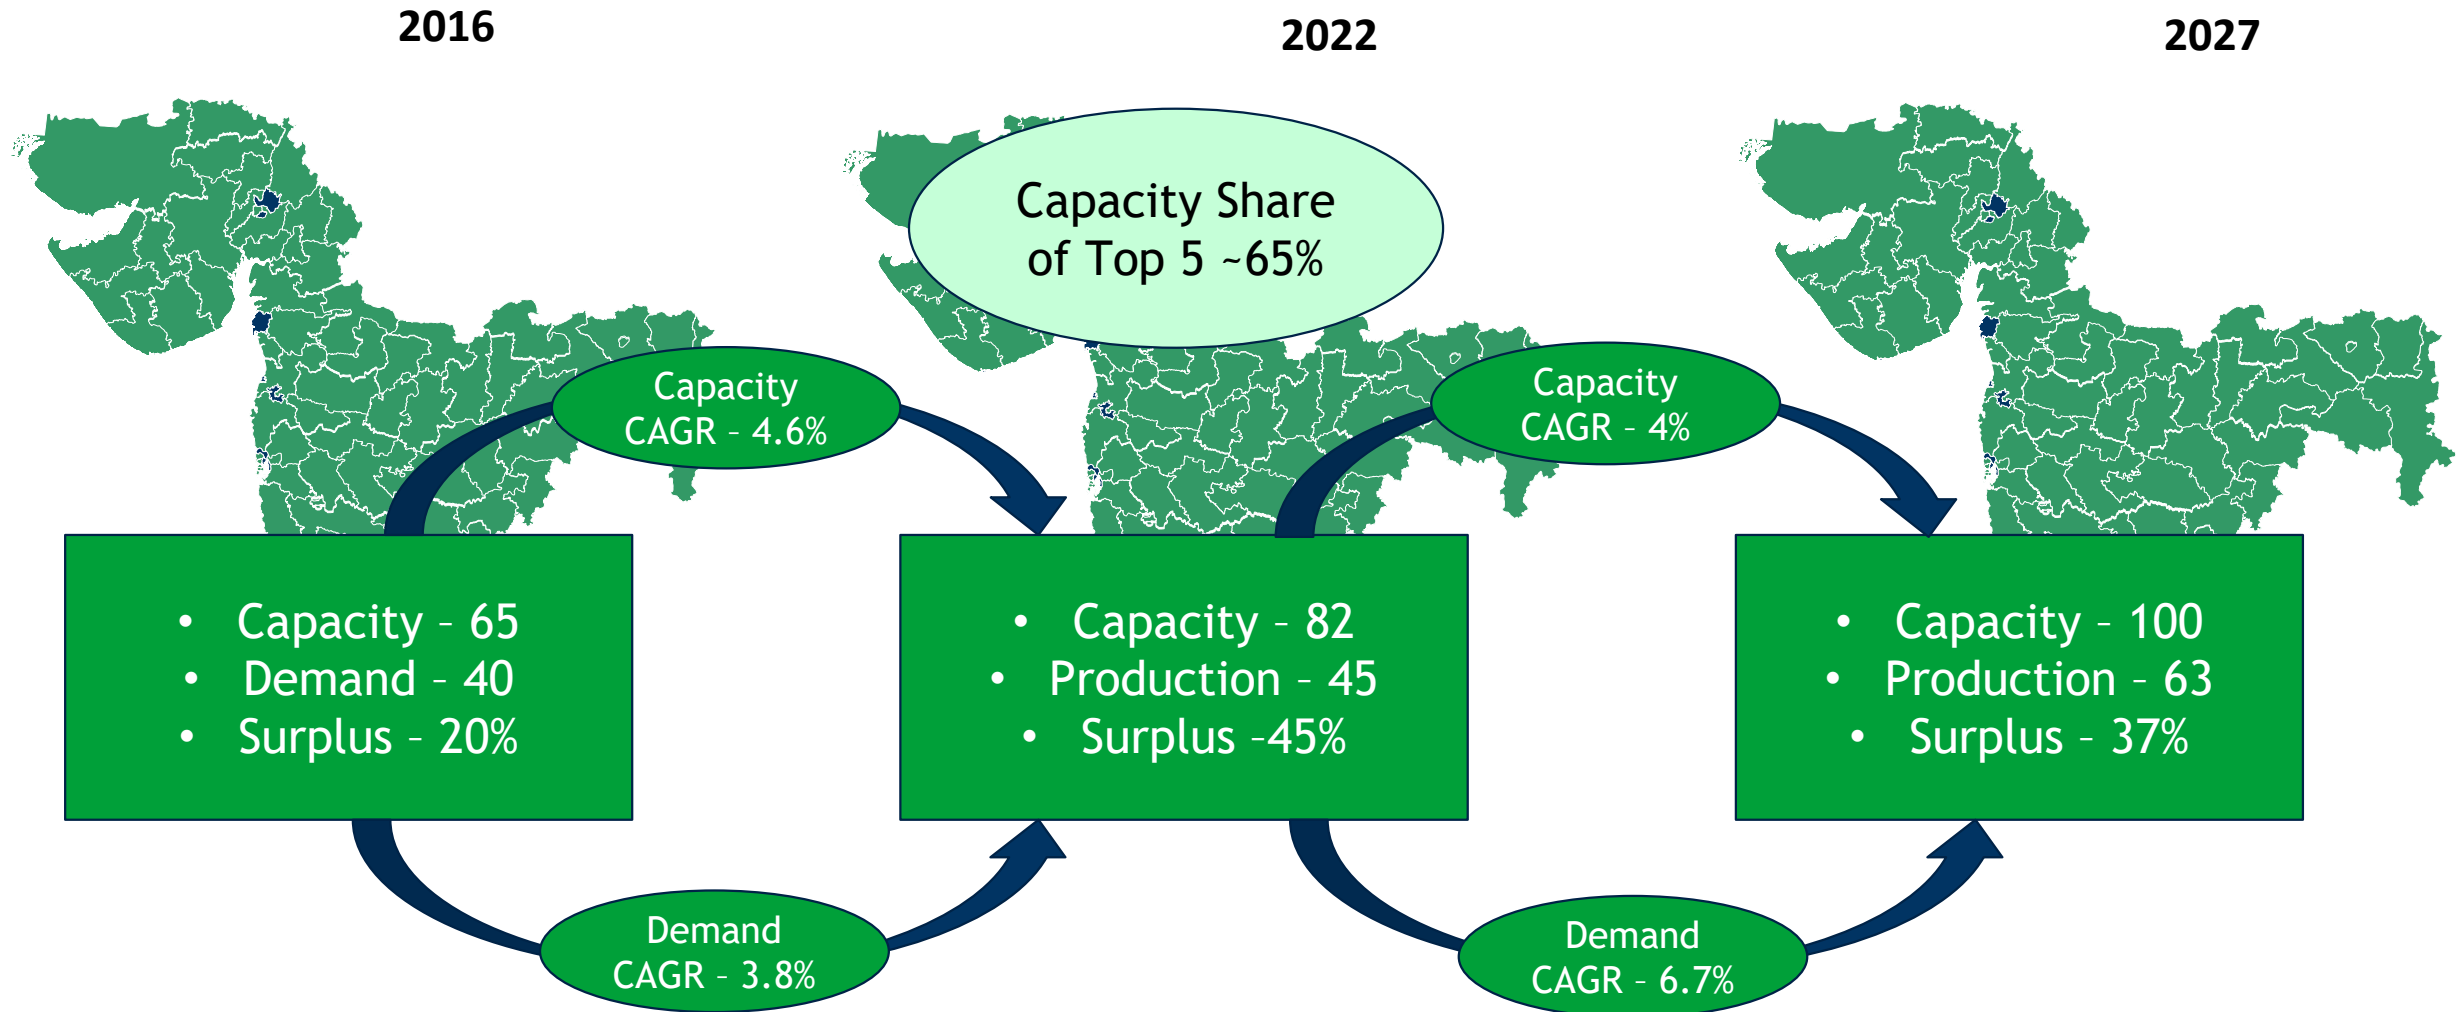 2016
2022
2027
Capacity Share
of Top 5 ~65%
Capacity
CAGR – 4.6%
Capacity
CAGR – 4%
• Capacity – 65
• Demand – 40
• Surplus – 20%
• Capacity – 82
• Production – 45
• Surplus –45%
• Capacity – 100
• Production – 63
• Surplus – 37%
Demand
CAGR – 3.8%
Demand
CAGR – 6.7%